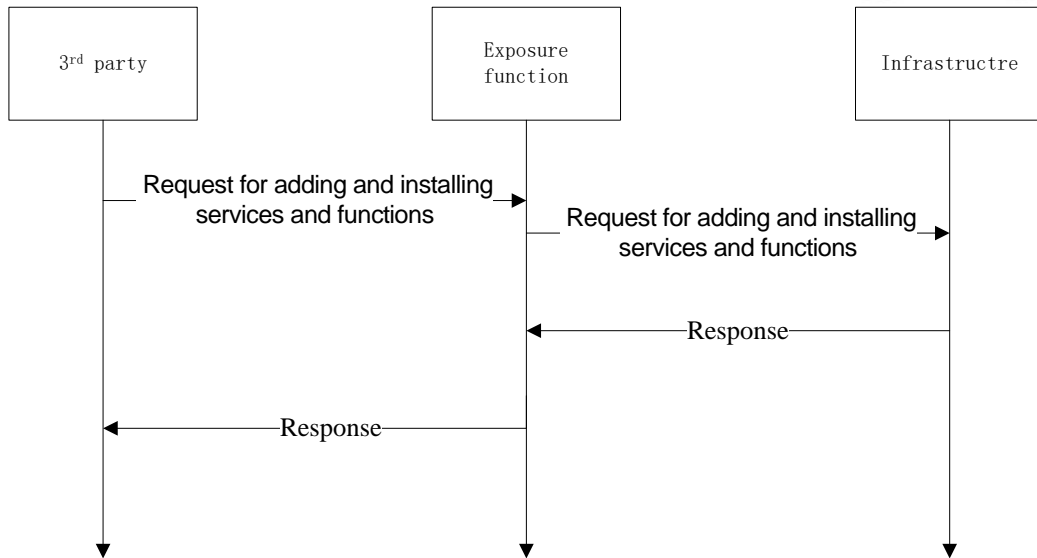 3rd party
Exposure
function
Infrastructre
Request for adding and installing
services and functions
Request for adding and installing
services and functions
Response
Response